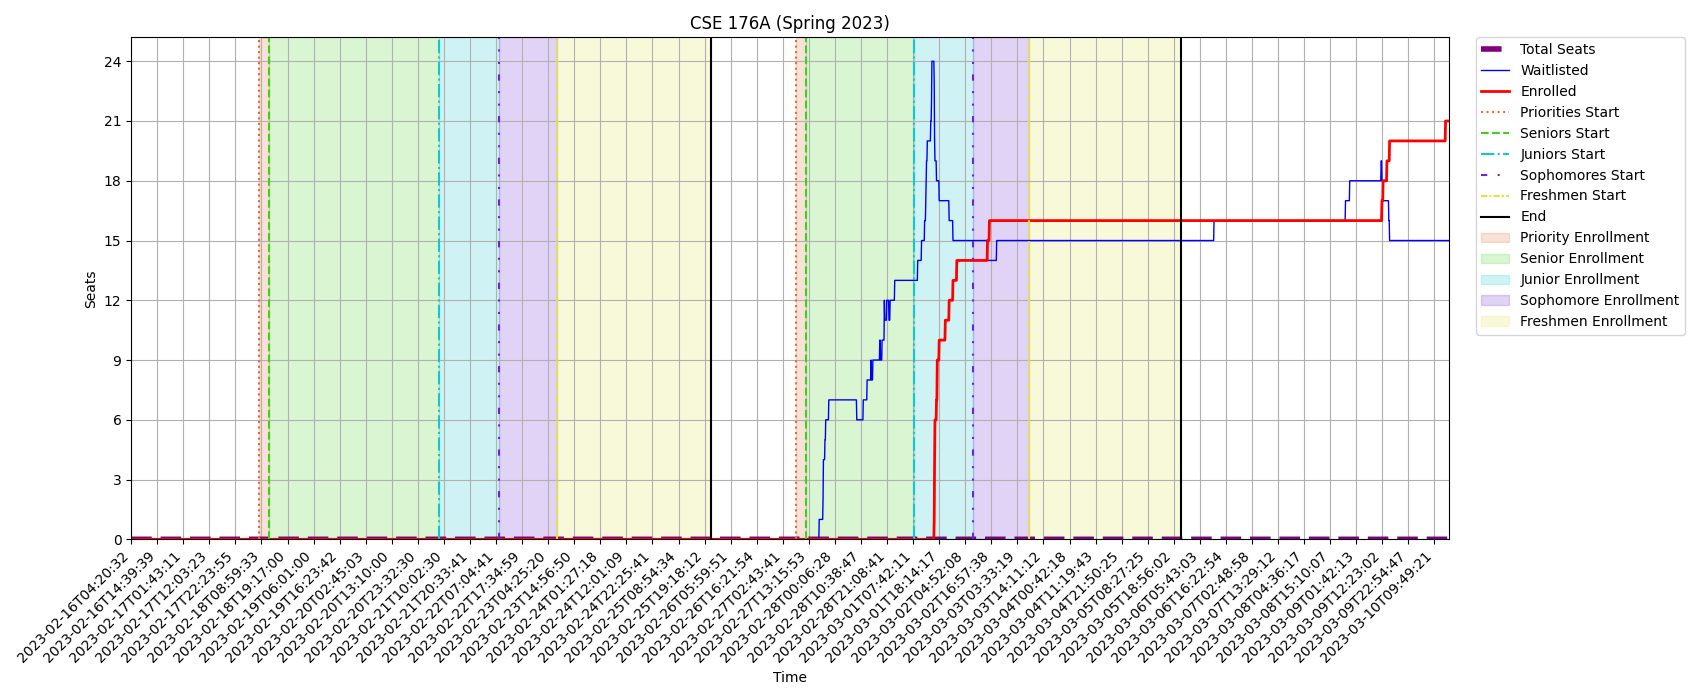 CSE 176A (Spring 2023)
Seats
24
21
18
15
12
9
6
3
0
2023-02-16T04:20:32
2023-02-16T14:39:39
2023-02-17T01:43:11
2023-02-17T12:03:23
2023-02-17T22:23:55
2023-02-18T08:59:33
2023-02-18T19:17:00
2023-02-19T06:01:00
2023-02-19T16:23:42
2023-02-20T02:45:03
2023-02-20T13:10:00
2023-02-20T23:32:30
2023-02-21T10:02:30
2023-02-21T20:33:41
2023-02-22T07:04:41
2023-02-22T17:34:59
2023-02-23T04:25:20
2023-02-23T14:56:50
2023-02-24T01:27:18
2023-02-24T12:01:09
2023-02-24T22:25:41
2023-02-25T08:54:34
2023-02-25T19:18:12
2023-02-26T05:59:51
2023-02-26T16:21:54
2023-02-27T02:43:41
2023-02-27T13:15:53
2023-02-28T00:06:28
2023-02-28T10:38:47
2023-02-28T21:08:41
2023-03-01T07:42:11
2023-03-01T18:14:17
2023-03-02T04:52:08
2023-03-02T16:57:38
2023-03-03T03:33:19
2023-03-03T14:11:12
2023-03-04T00:42:18
2023-03-04T11:19:43
2023-03-04T21:50:25
2023-03-05T08:27:25
2023-03-05T18:56:02
2023-03-06T05:43:03
2023-03-06T16:22:54
2023-03-07T02:48:58
2023-03-07T13:29:12
2023-03-08T04:36:17
2023-03-08T15:10:07
2023-03-09T01:42:13
2023-03-09T12:23:02
2023-03-09T22:54:47
2023-03-10T09:49:21
Time
Total Seats
Waitlisted
Enrolled
Priorities Start
Seniors Start
Juniors Start
Sophomores Start
Freshmen Start
End
Priority Enrollment
Senior Enrollment
Junior Enrollment
Sophomore Enrollment
Freshmen Enrollment